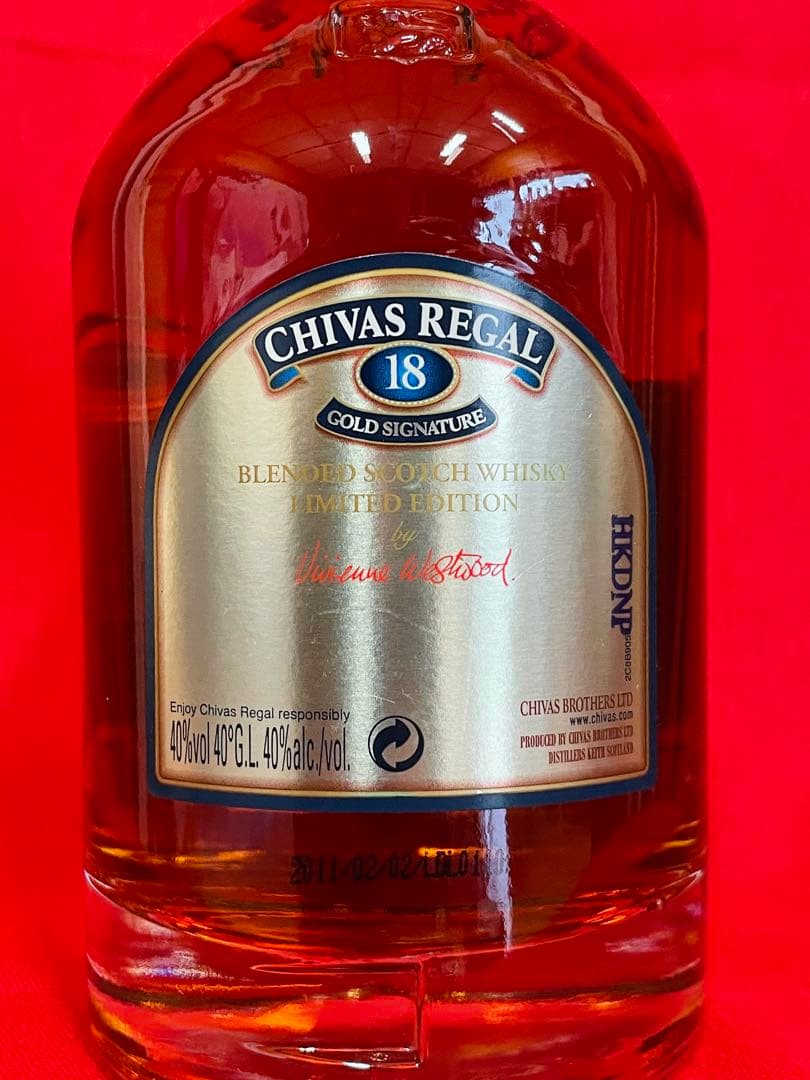 CHIVAS REGAL
18
GOLD SIGNATURE
BLENDED SCOTCH WHISKY
LIMITED EDITION
by
Vivienne Westwood.
HKDNP
2C8B905
Enjoy Chivas Regal responsibly
40%vol 40°G.L. 40%alc./vol.
CHIVAS BROTHERS LTD
www.chivas.com
PRODUCED BY CHIVAS BROTHERS LTD
DISTILLERS KEITH SCOTLAND
2011/02/02/